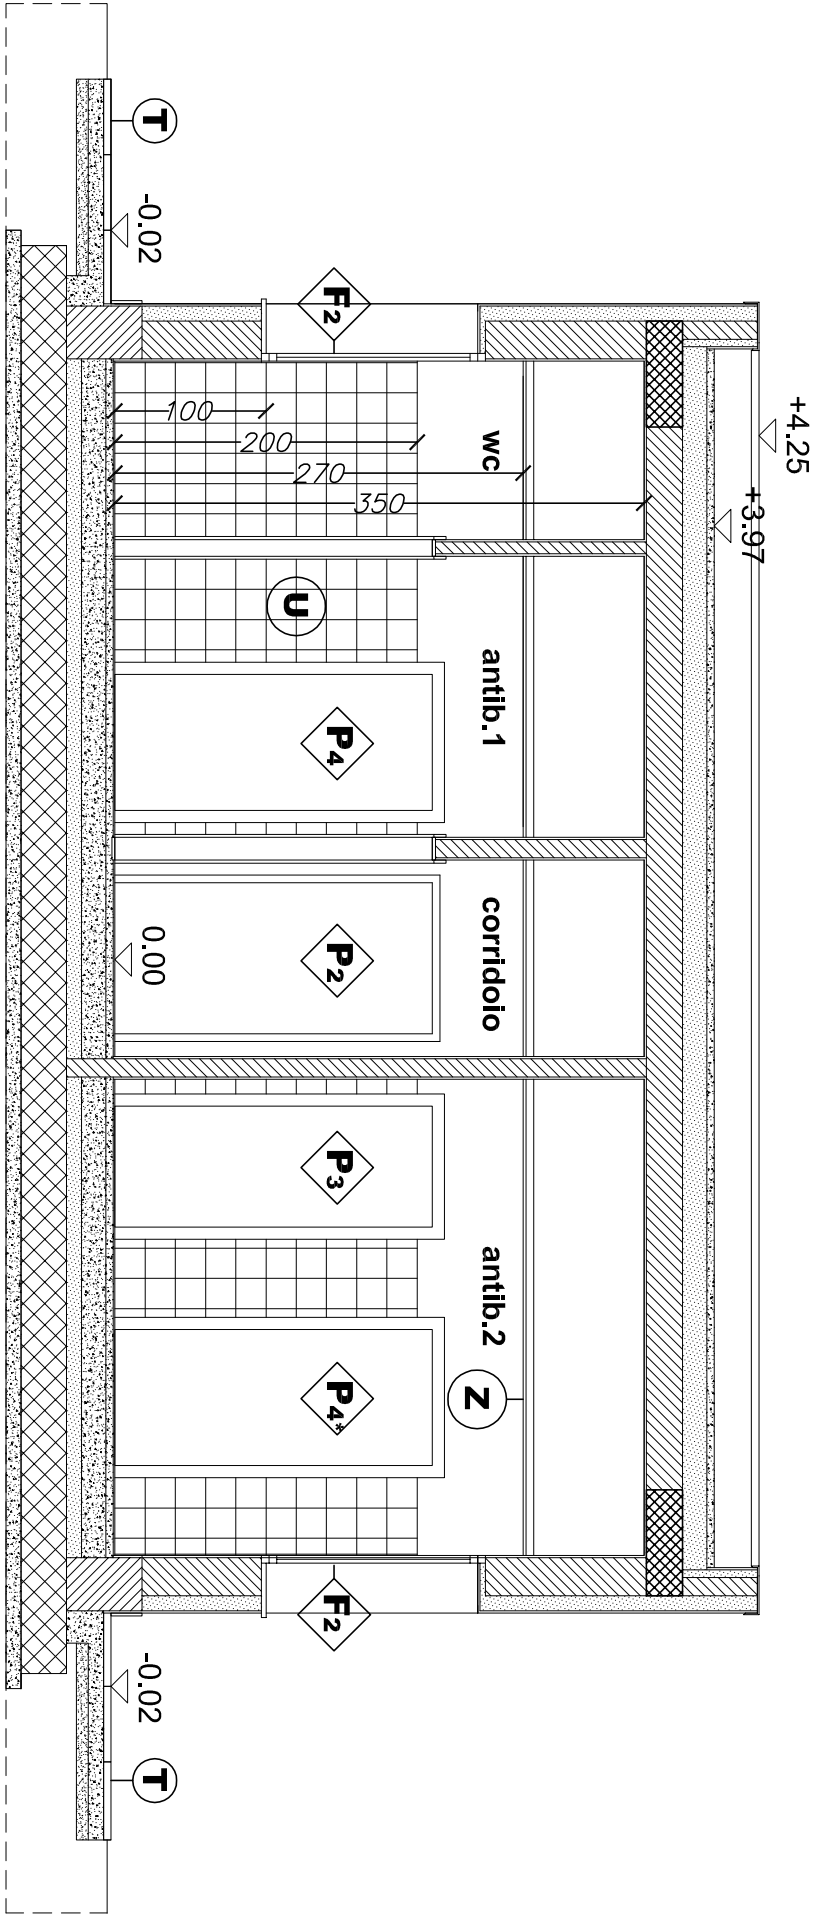 +4.25
+3.97
wc
antib.1
corridoio
antib.2
Z
350
270
200
100
F2
U
P4
P2
P3
P4*
F2
T
-0.02
0.00
-0.02
T